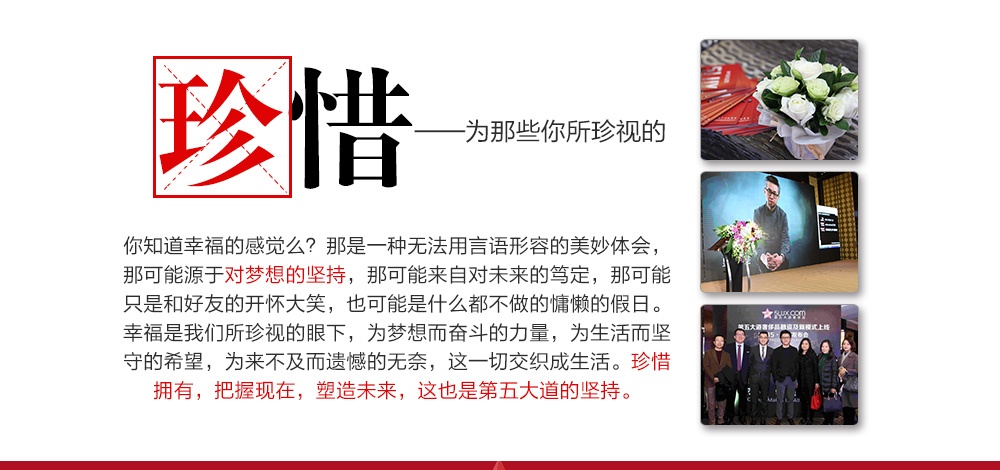 珍惜——为那些你所珍视的
你知道幸福的感觉么？那是一种无法用言语形容的美妙体会，
那可能源于对梦想的坚持，那可能来自对未来的笃定，那可能
只是和好友的开怀大笑，也可能是什么都不做的慵懒的假日。
幸福是我们所珍视的眼下，为梦想而奋斗的力量，为生活而坚
守的希望，为来不及而遗憾的无奈，这一切交织成生活。珍惜
拥有，把握现在，塑造未来，这也是第五大道的坚持。
5lux.com
第五大道奢侈品
模式上线